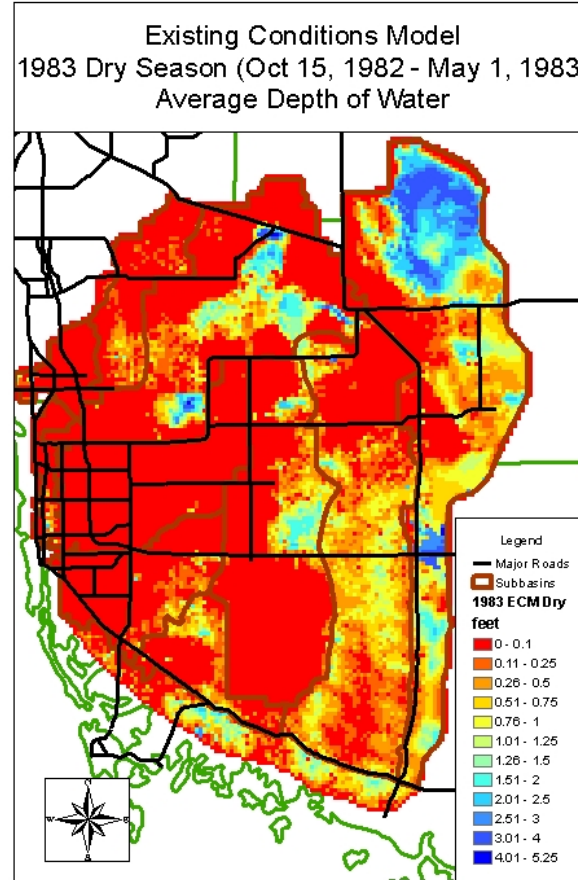 Existing Conditions Model
1983 Dry Season (Oct 15, 1982 - May 1, 1983
Average Depth of Water
Legend
Major Roads
Subbasins
1983 ECM Dry
feet
0 - 0.1
0.11 - 0.25
0.26 - 0.5
0.51 - 0.75
0.76 - 1
1.01 - 1.25
1.26 - 1.5
1.51 - 2
2.01 - 2.5
2.51 - 3
3.01 - 4
4.01 - 5.25